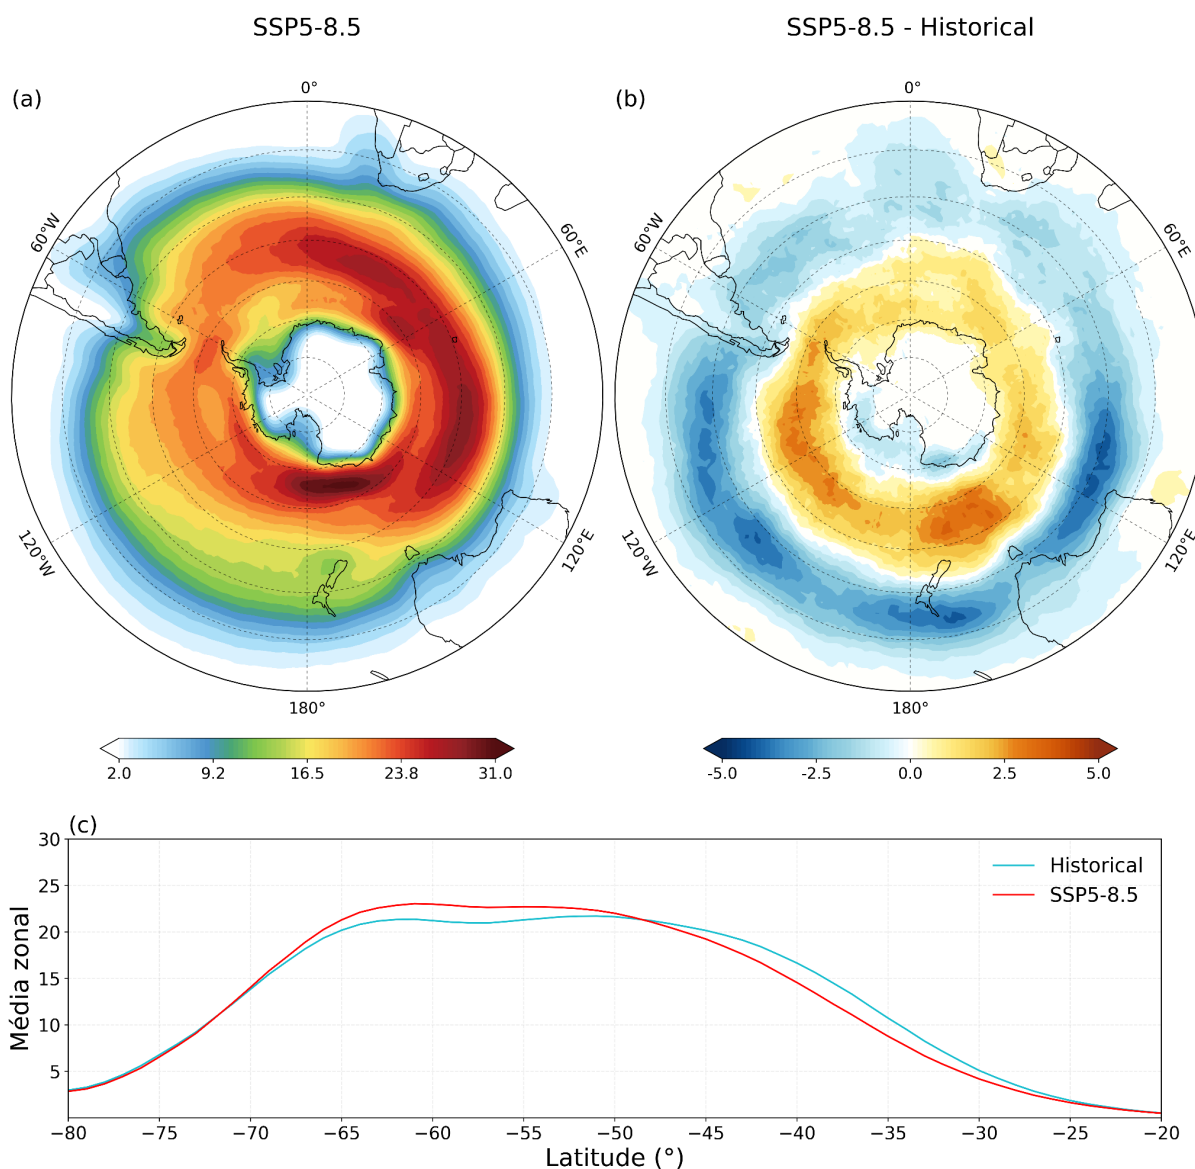 SSP5-8.5
SSP5-8.5 - Historical
(a)
(b)
0°
0°
60°W
60°E
60°W
60°E
120°W
120°E
120°W
120°E
180°
180°
2.0 9.2 16.5 23.8 31.0
-5.0 -2.5 0.0 2.5 5.0
(c)
30
25
20
15
10
5
Média zonal
Historical
SSP5-8.5
−80 −75 −70 −65 −60 −55 −50 −45 −40 −35 −30 −25 −20
Latitude (°)